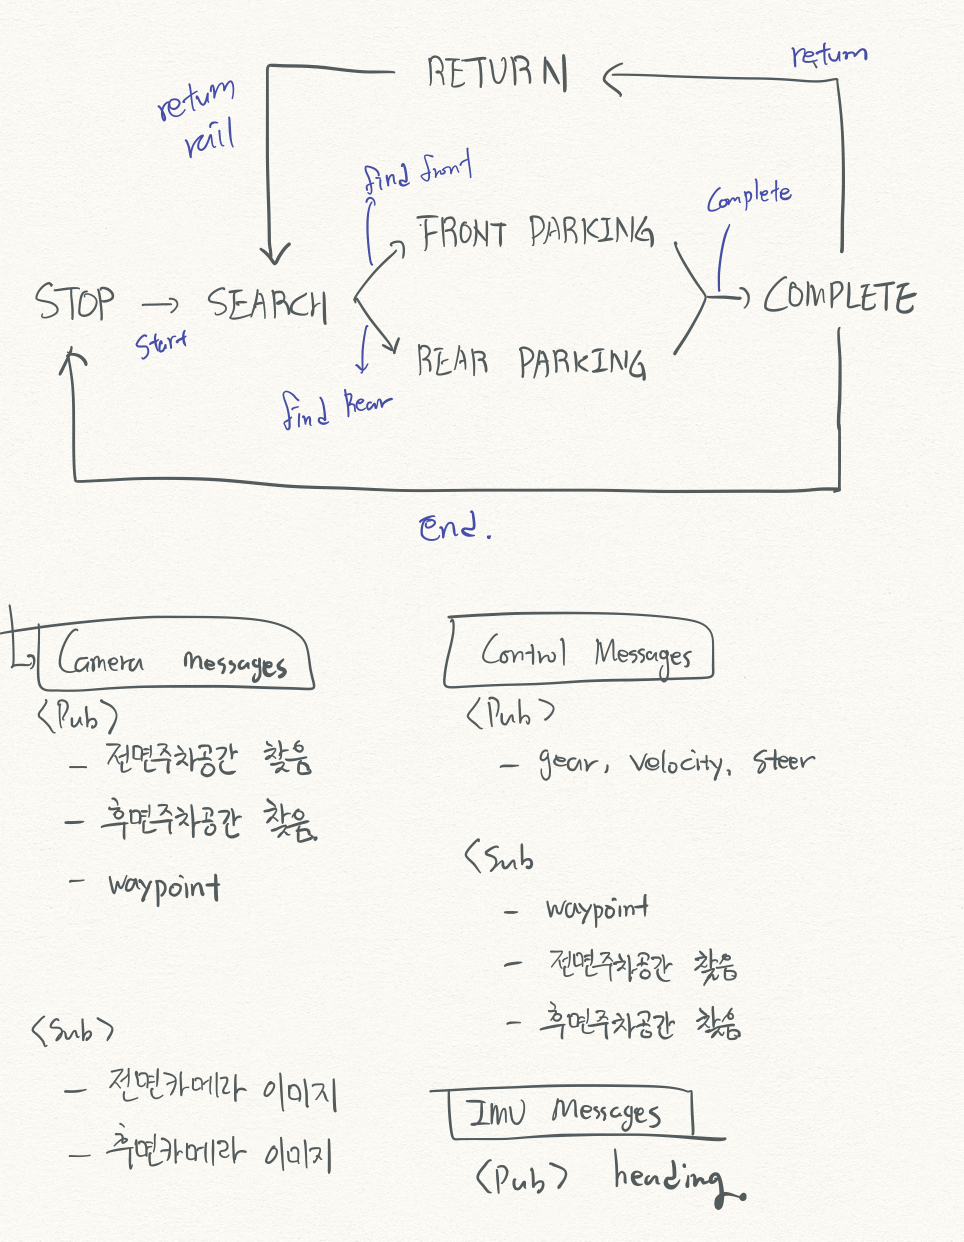 RETURN
return
return
rail
find front
FRONT PARKING
Complete
STOP
SEARCH
COMPLETE
Start
REAR PARKING
find Rear
End.
Camera Messages
<Pub>
- 전면주차공간 찾음
- 후면주차공간 찾음.
- waypoint
<Sub>
- 전면카메라 이미지
- 후면카메라 이미지
Control Messages
<Pub>
- gear, velocity, steer
<Sub
- waypoint
- 전면주차공간 찾음
- 후면주차공간 찾음
IMU Messages
<Pub> heading.